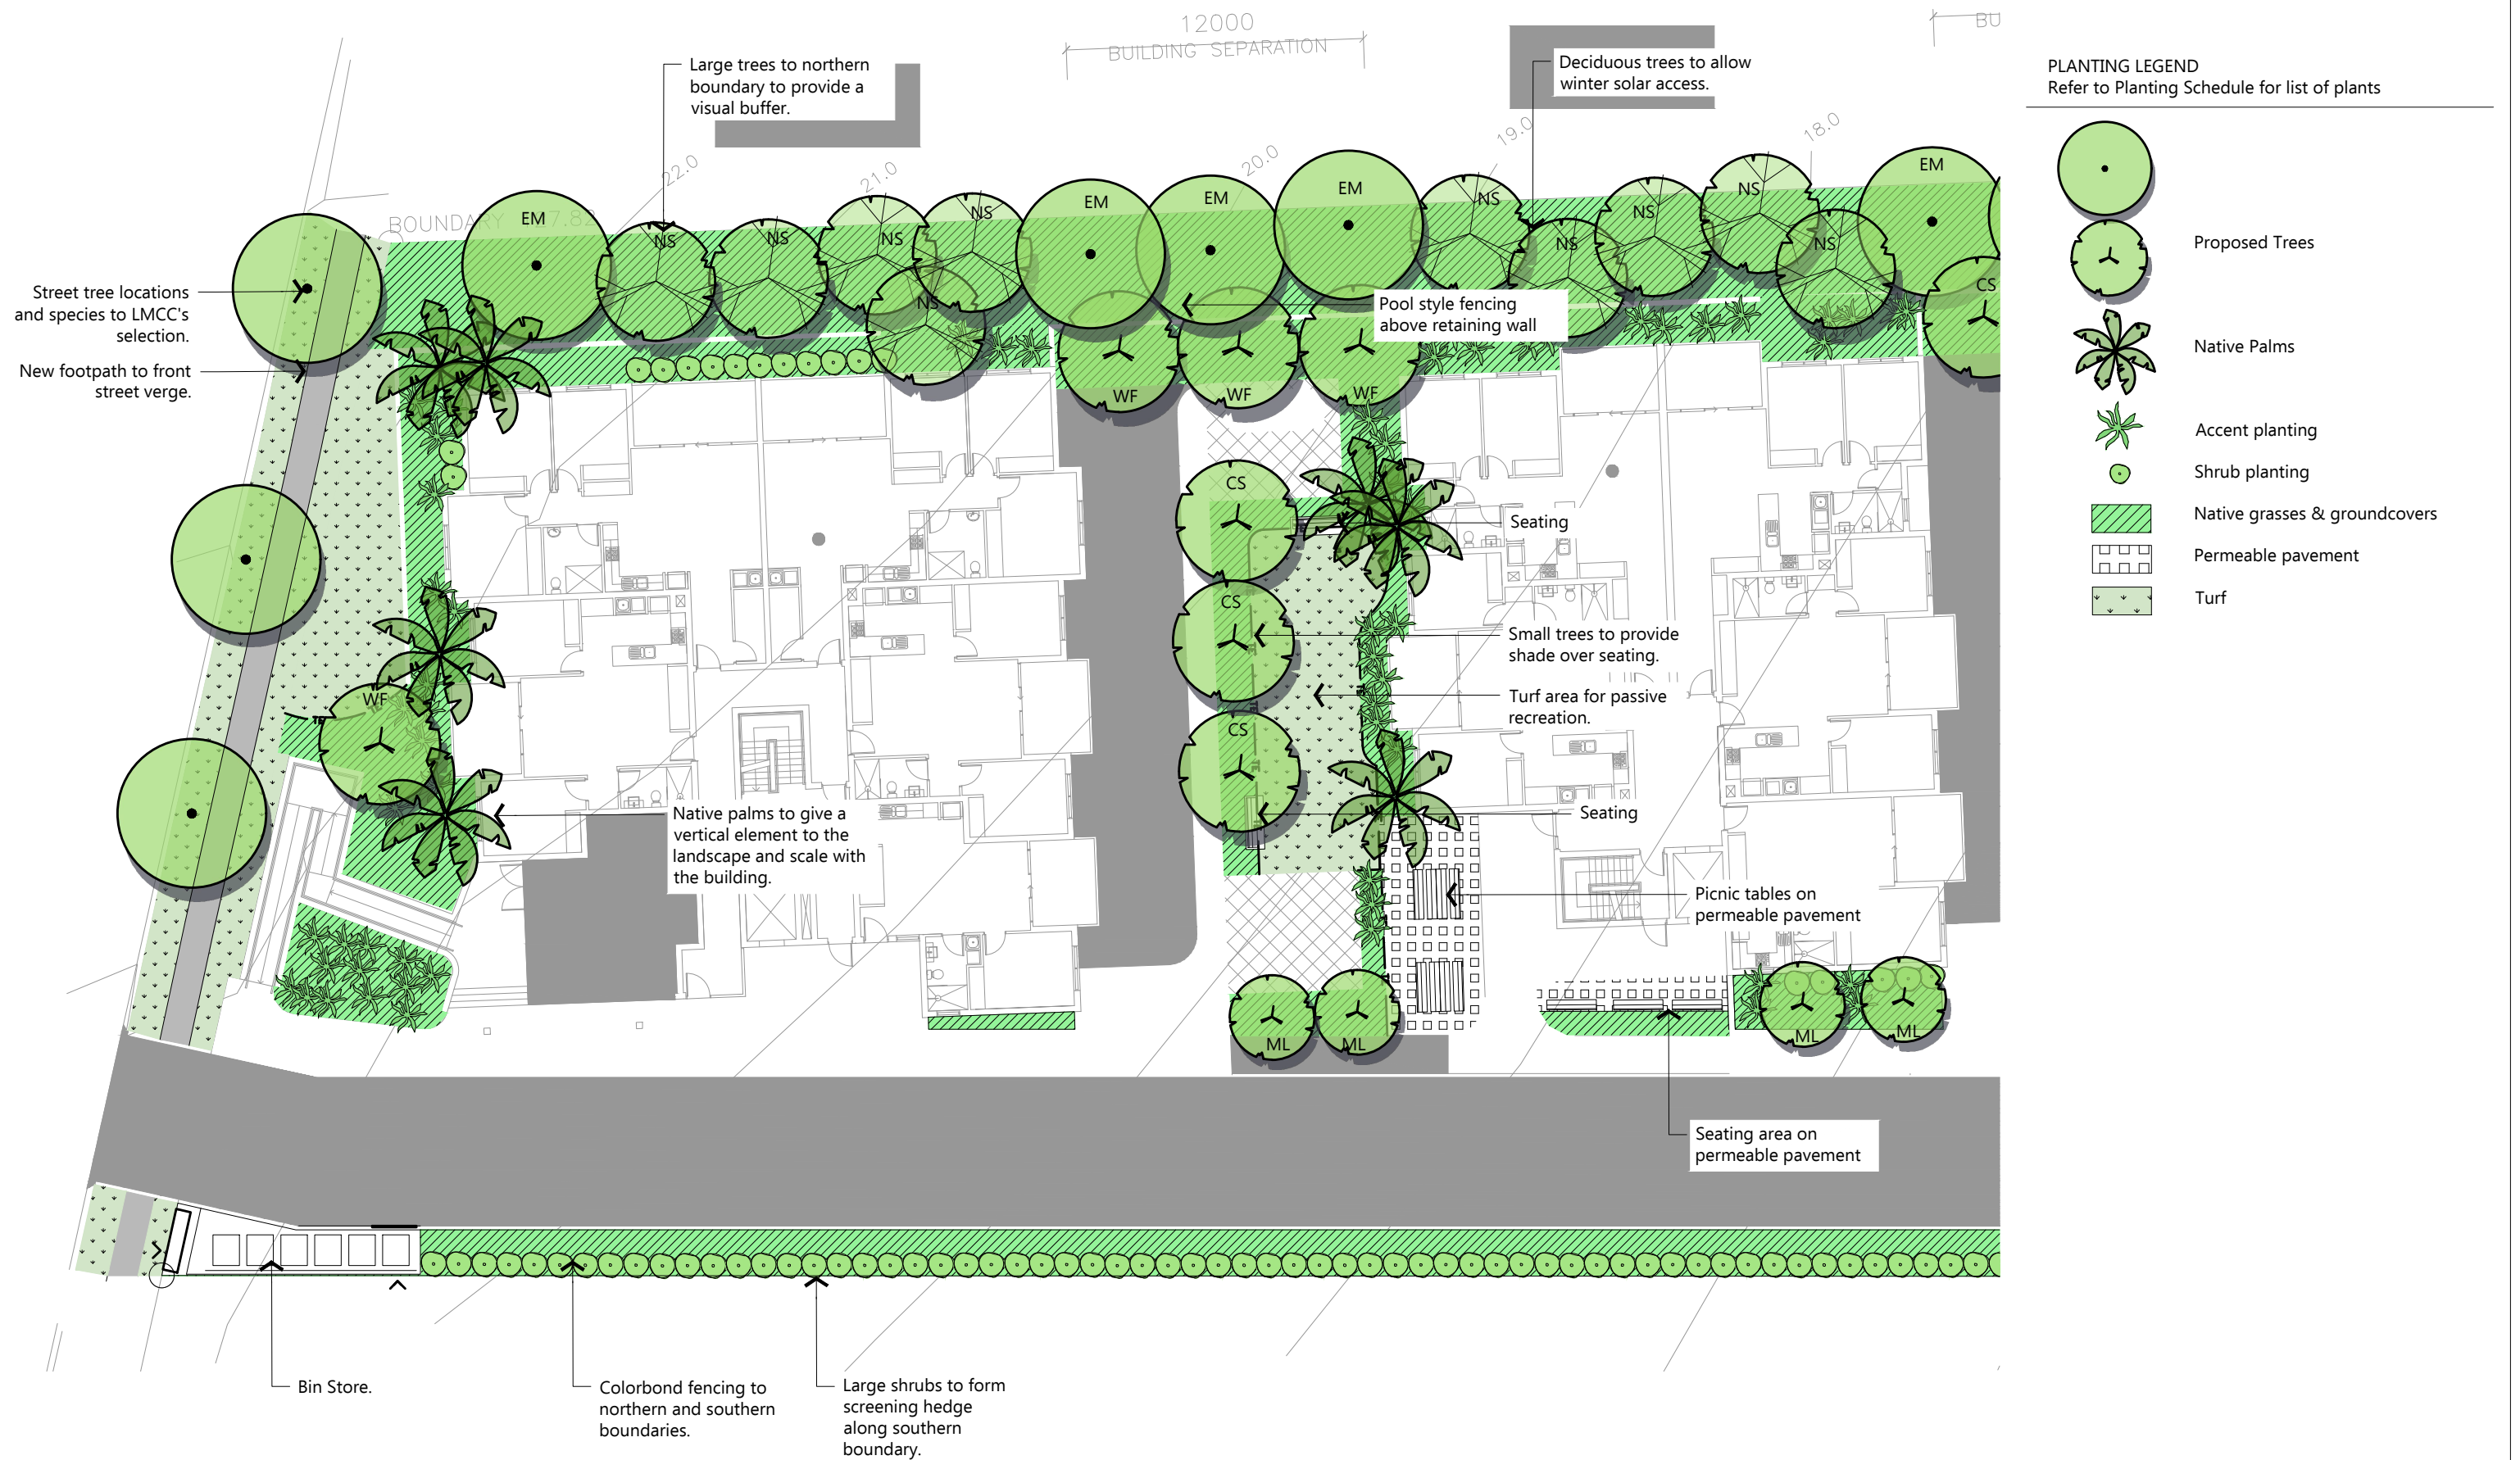 12000
BUILDING SEPARATION
BU
Large trees to northern
boundary to provide a
visual buffer.
Deciduous trees to allow
winter solar access.
PLANTING LEGEND
Refer to Planting Schedule for list of plants
Proposed Trees
Native Palms
Accent planting
Shrub planting
Native grasses & groundcovers
Permeable pavement
Turf
22.0
21.0
20.0
19.0
18.0
BOUNDARY
EM
NS
NS
NS
NS
NS
EM
EM
EM
NS
NS
NS
NS
NS
EM
CS
Street tree locations
and species to LMCC's
selection.
New footpath to front
street verge.
Pool style fencing
above retaining wall
WF
WF
WF
CS
Seating
CS
Small trees to provide
shade over seating.
Turf area for passive
recreation.
WF
TE
CS
TE
Seating
Native palms to give a
vertical element to the
landscape and scale with
the building.
Picnic tables on
permeable pavement
ML
ML
ML
ML
Seating area on
permeable pavement
Bin Store.
Colorbond fencing to
northern and southern
boundaries.
Large shrubs to form
screening hedge
along southern
boundary.